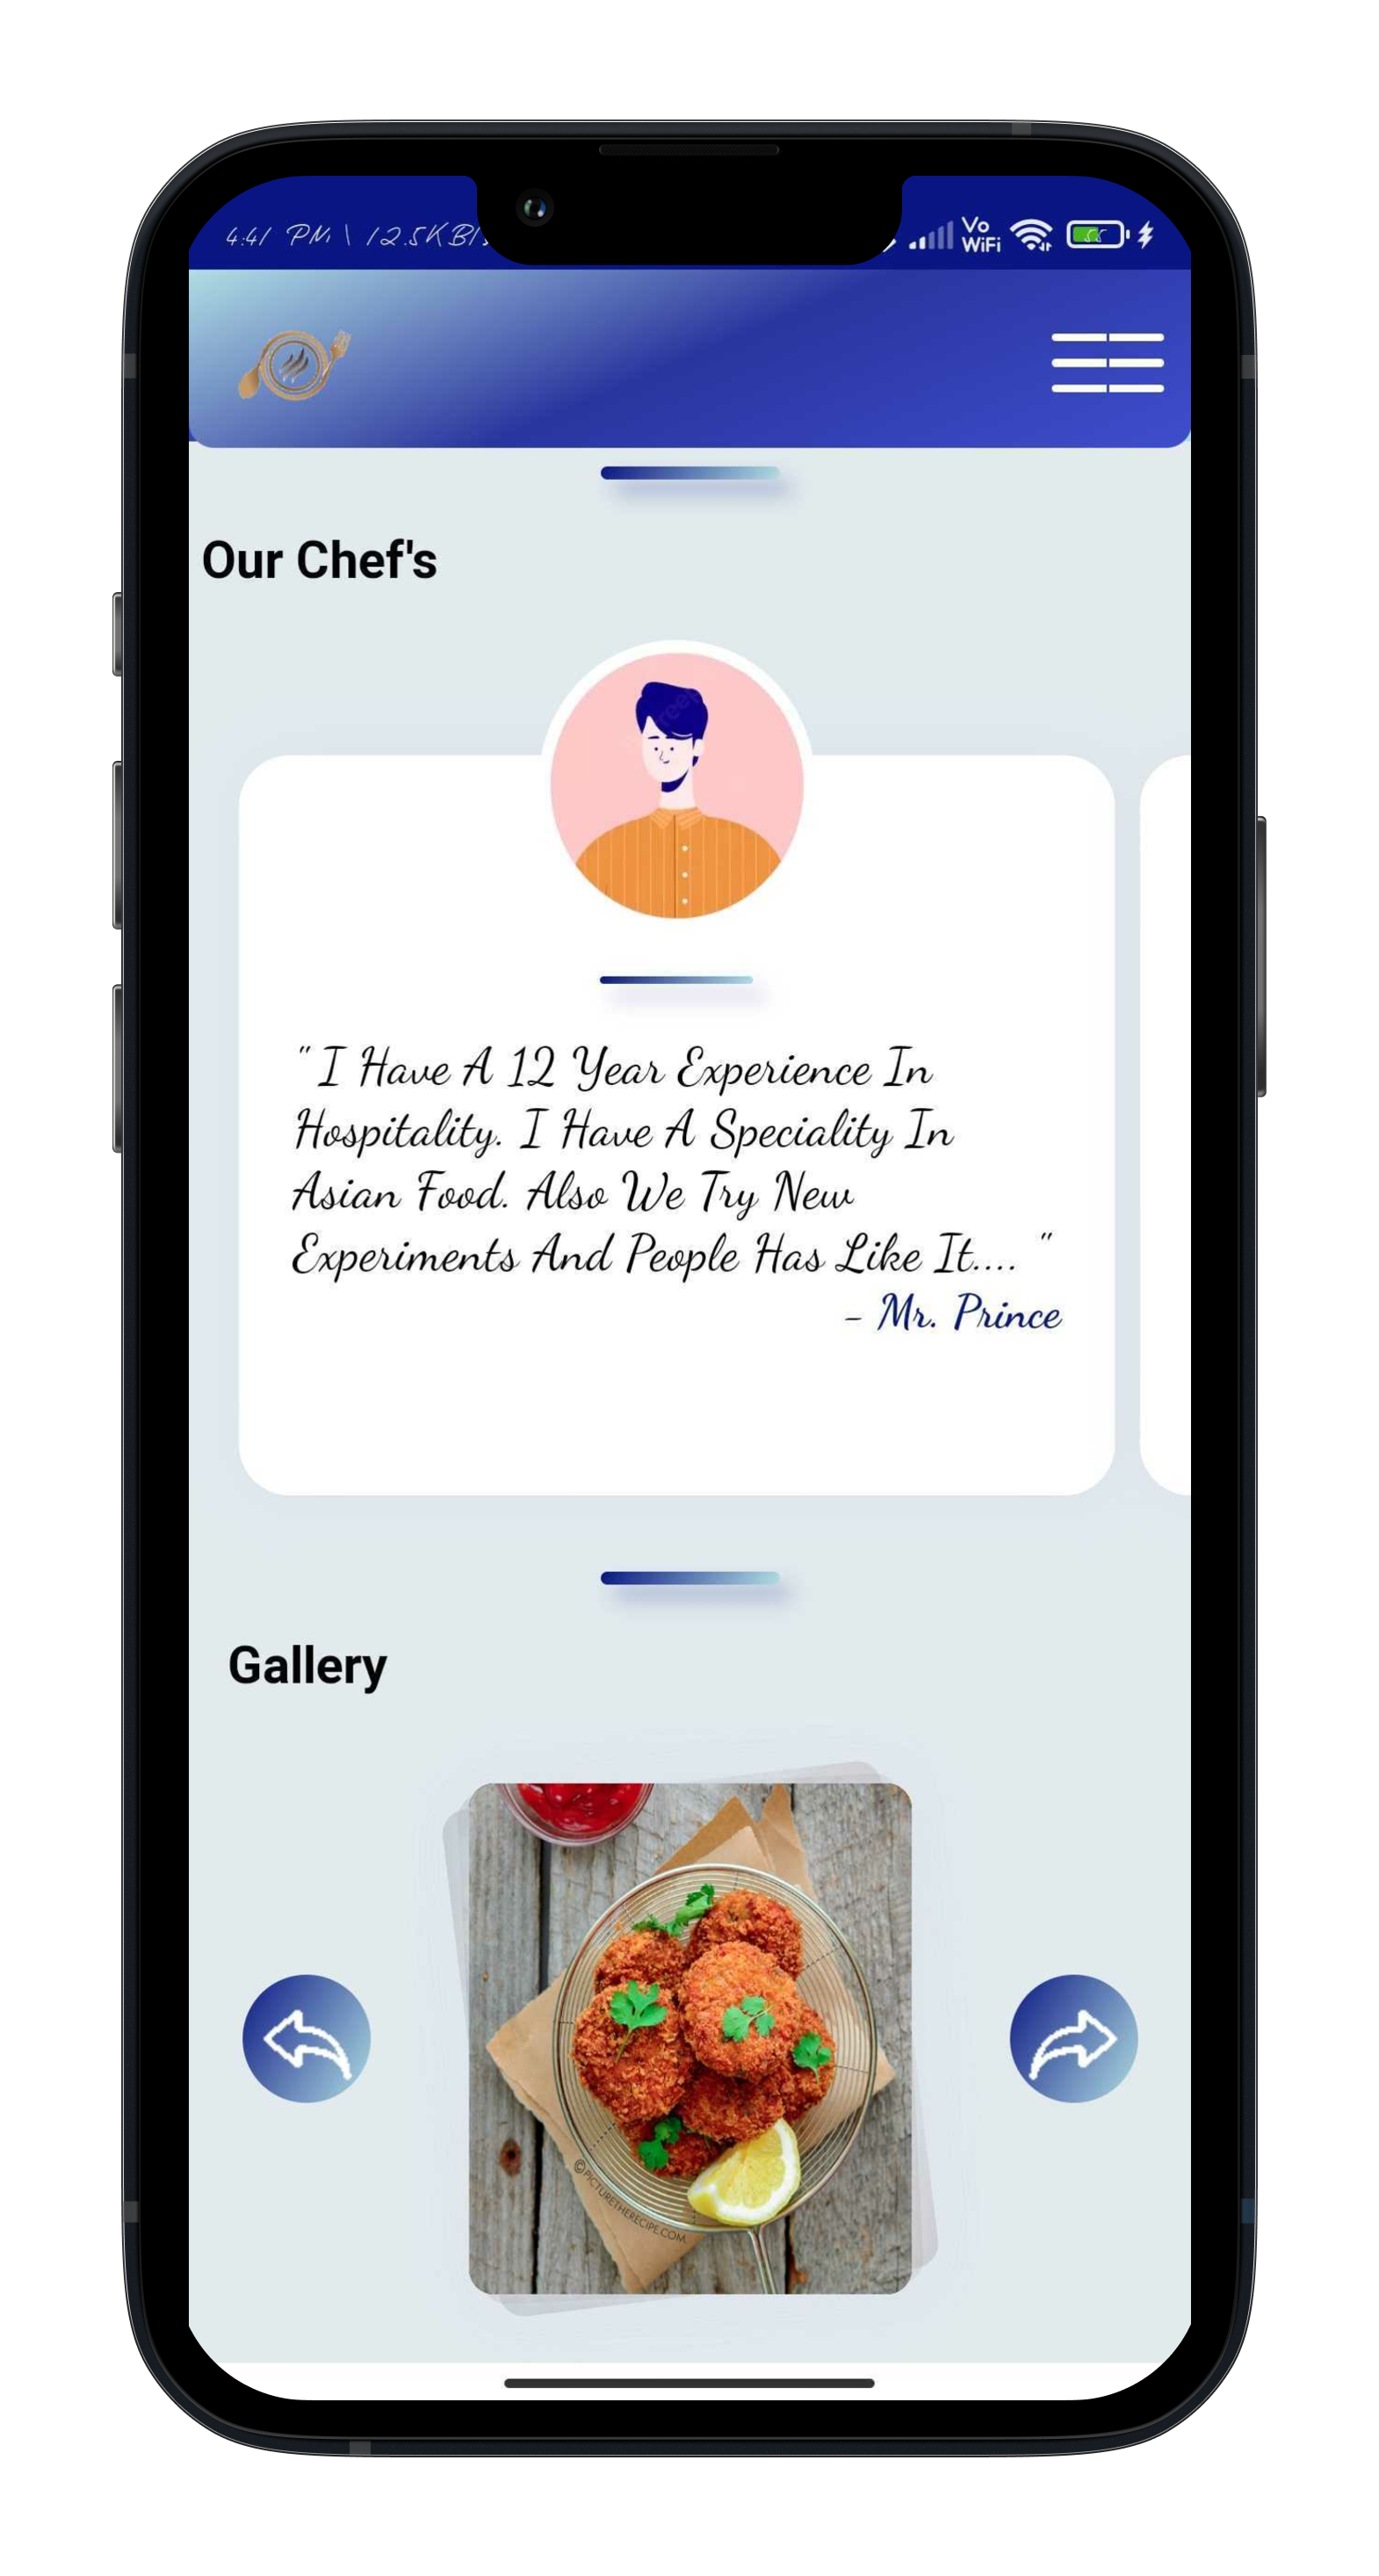 4:41 PM | 12.5KB/
Vo
WiFi
Our Chef's
" I Have A 12 Year Experience In
Hospitality. I Have A Speciality In
Asian Food. Also We Try New
Experiments And People Has Like It.... "
- Mr. Prince
Gallery
©PICTURETHERECIPE.COM